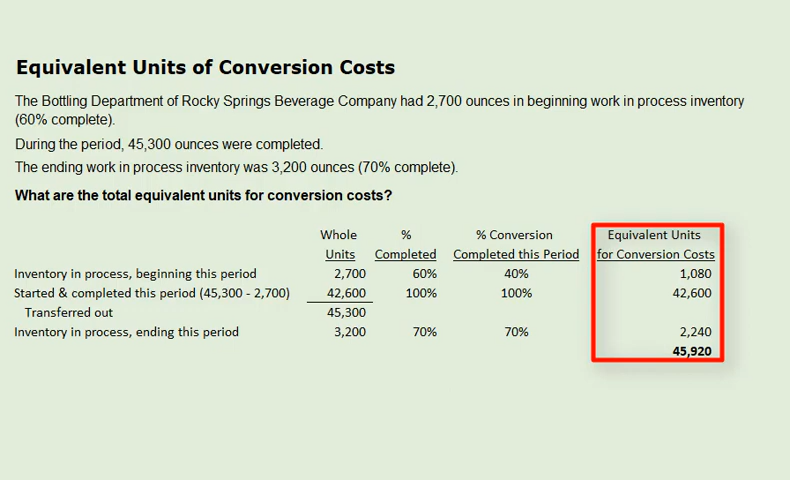 Equivalent Units of Conversion Costs
The Bottling Department of Rocky Springs Beverage Company had 2,700 ounces in beginning work in process inventory
(60% complete).
During the period, 45,300 ounces were completed.
The ending work in process inventory was 3,200 ounces (70% complete).
What are the total equivalent units for conversion costs?
Whole % % Conversion Equivalent Units
Units Completed Completed this Period for Conversion Costs
Inventory in process, beginning this period 2,700 60% 40% 1,080
Started & completed this period (45,300 - 2,700) 42,600 100% 100% 42,600
Transferred out 45,300
Inventory in process, ending this period 3,200 70% 70% 2,240
45,920